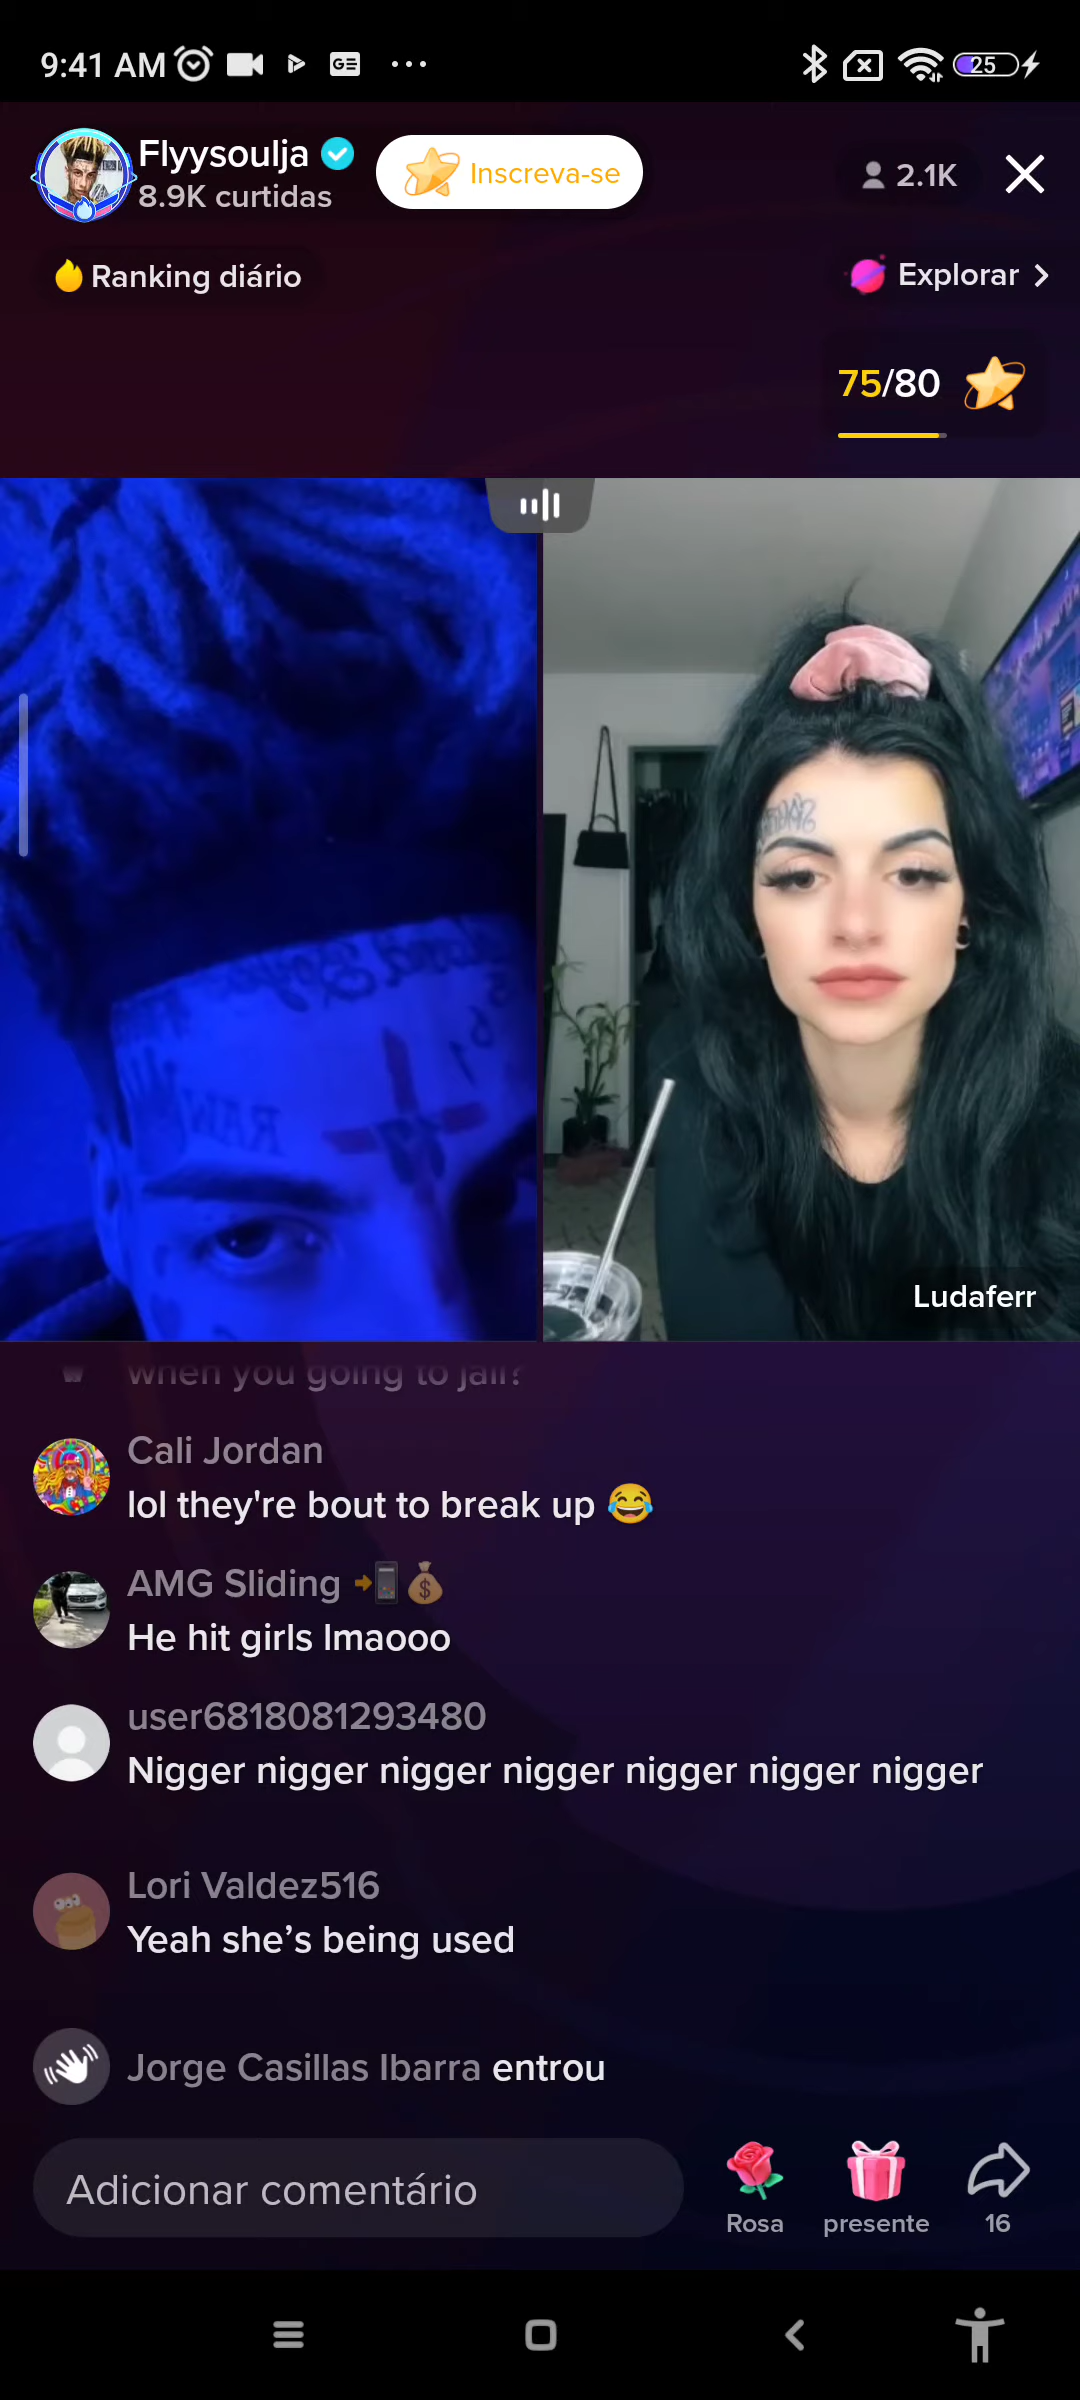 9:41 AM
25
Flyysoulja
8.9K curtidas
Inscreva-se
2.1K
Ranking diário
Explorar
75/80
RAW
Ludaferr
when you going to jail?
Cali Jordan
lol they're bout to break up 😂
AMG Sliding 📲💰
He hit girls lmaooo
user6818081293480
Nigger nigger nigger nigger nigger nigger nigger
Lori Valdez516
Yeah she’s being used
Jorge Casillas Ibarra entrou
Adicionar comentário
Rosa
presente
16